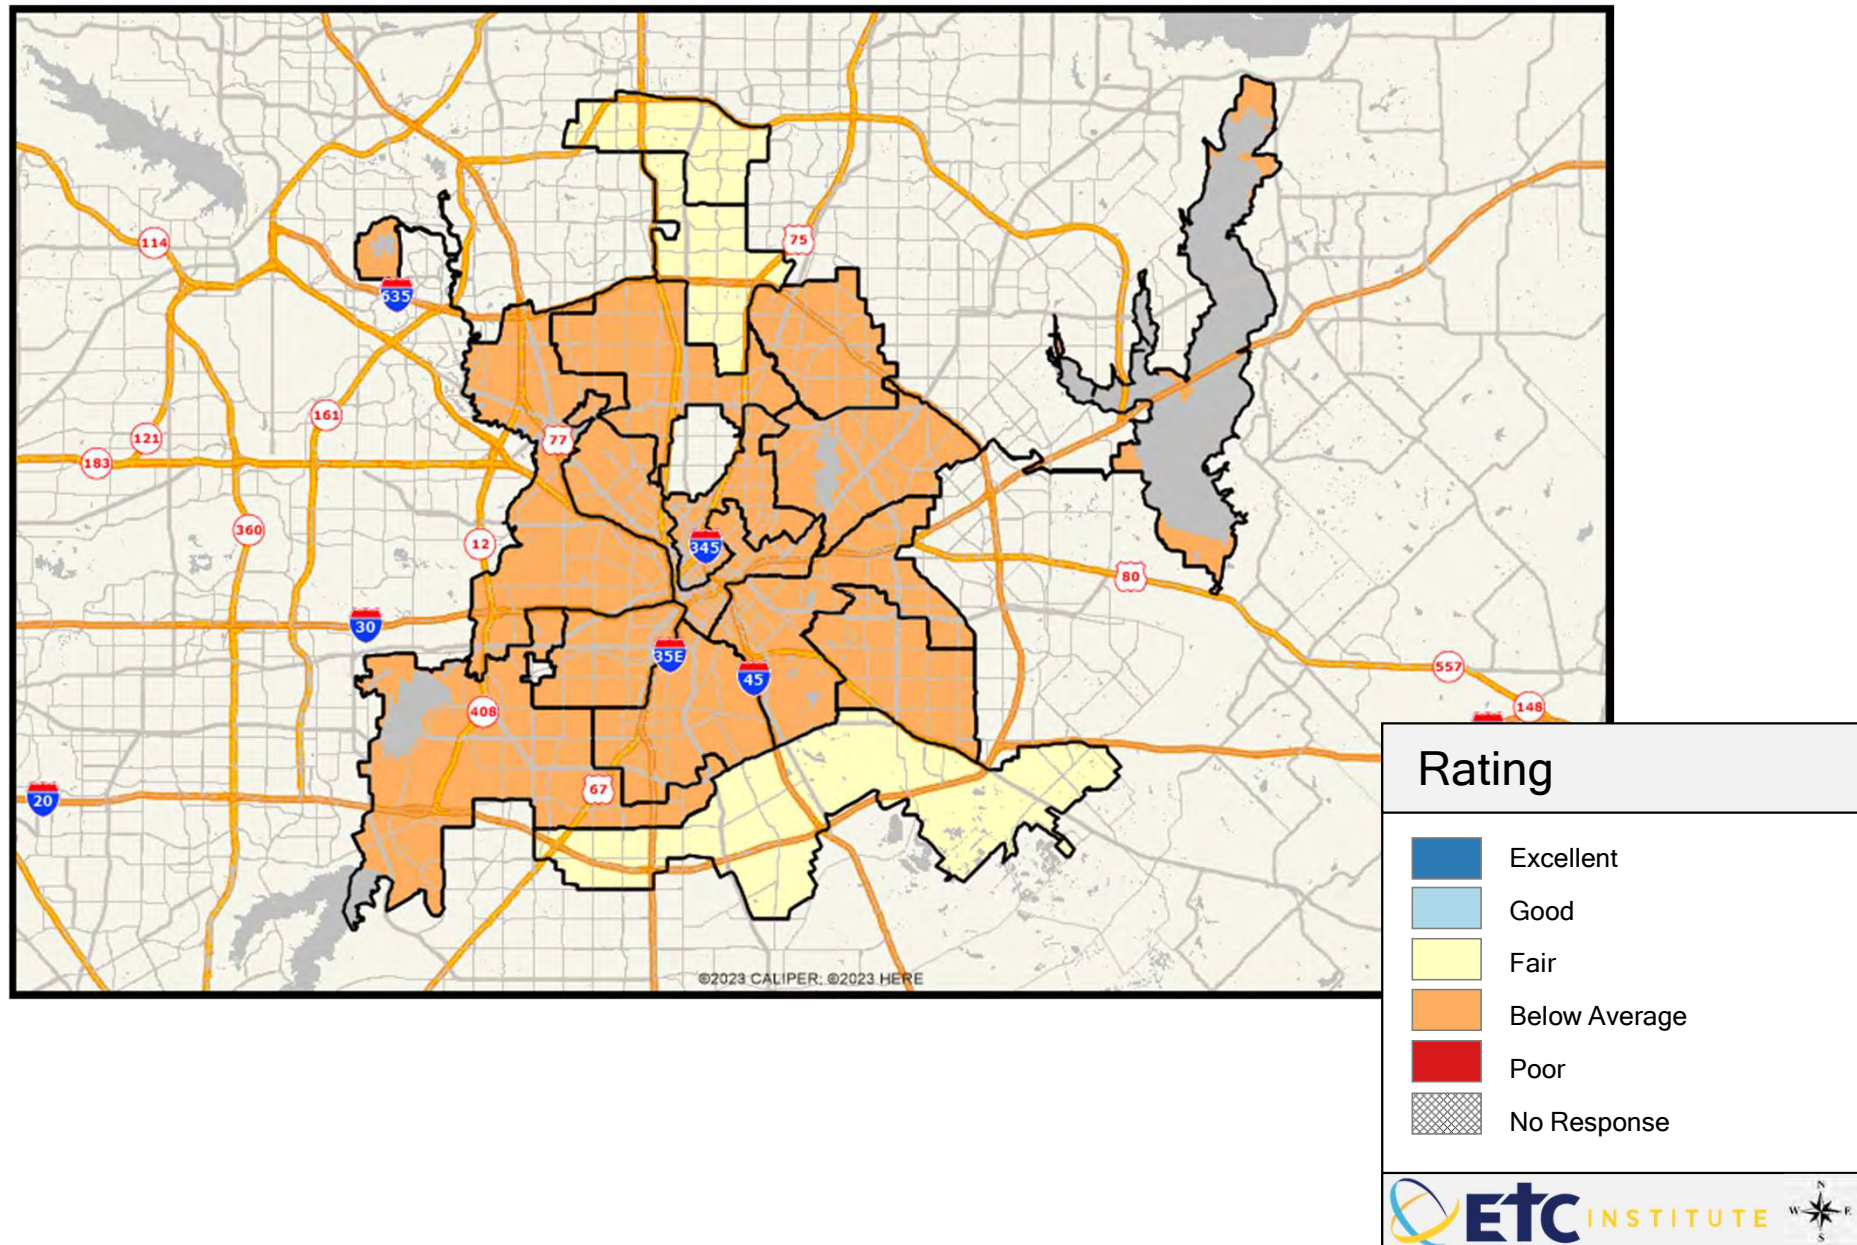 114
75
635
161
121
77
183
360
12
345
80
30
35E
45
557
408
148
67
20
©2023 CALIPER; ©2023 HERE
Rating
Excellent
Good
Fair
Below Average
Poor
No Response
ETC INSTITUTE
N
W E
S